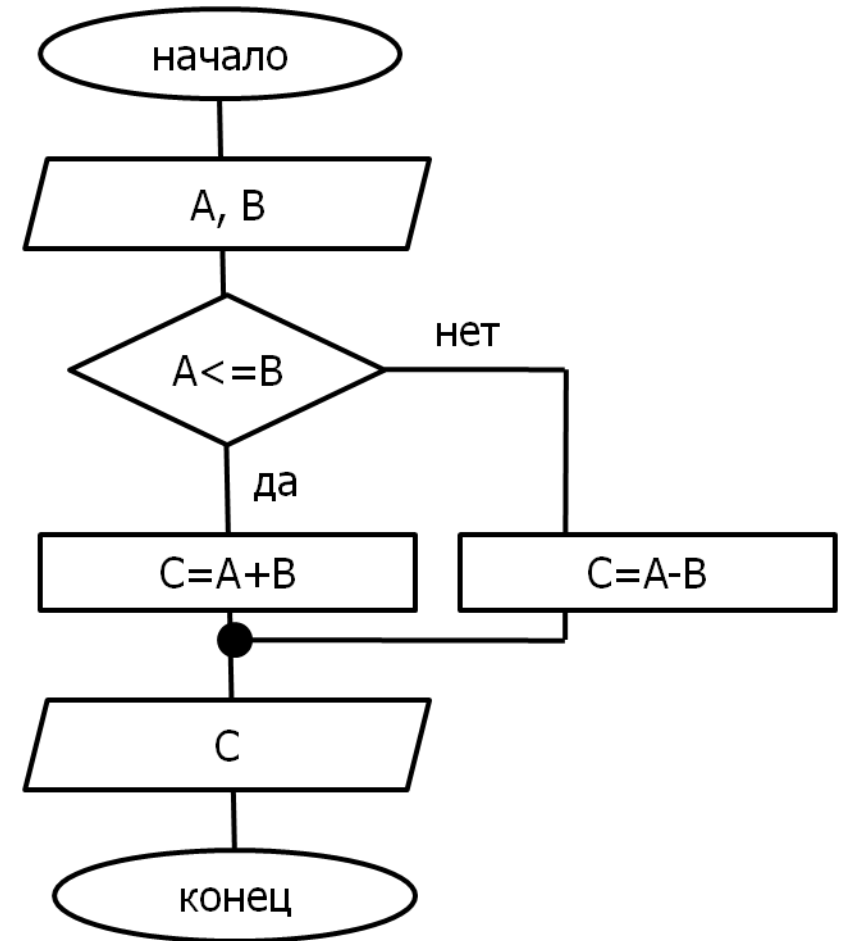 начало
A, B
A<=B
нет
да
C=A+B
C=A-B
C
конец